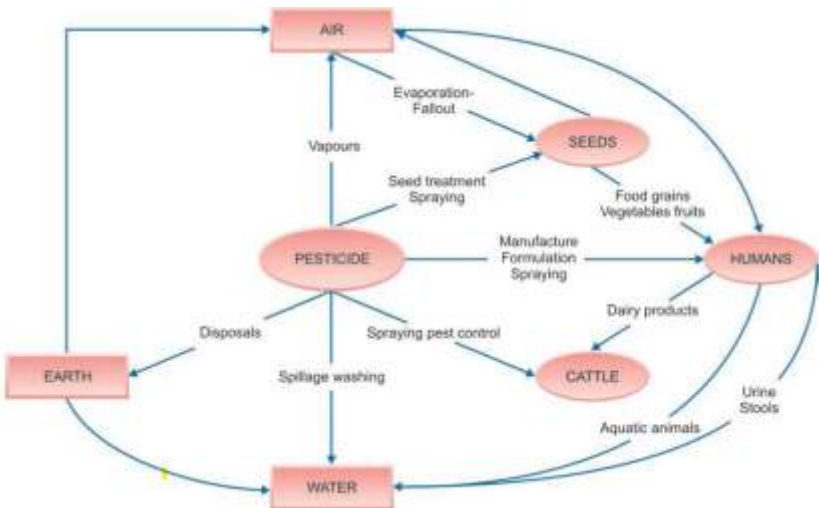 AIR
Evaporation-
Fallout
Vapours
SEEDS
Seed treatment
Spraying
Food grains
Vegetables fruits
PESTICIDE
Manufacture
Formulation
Spraying
HUMANS
Disposals
Spraying pest control
Dairy products
EARTH
Spillage washing
CATTLE
Urine
Stools
Aquatic animals
WATER